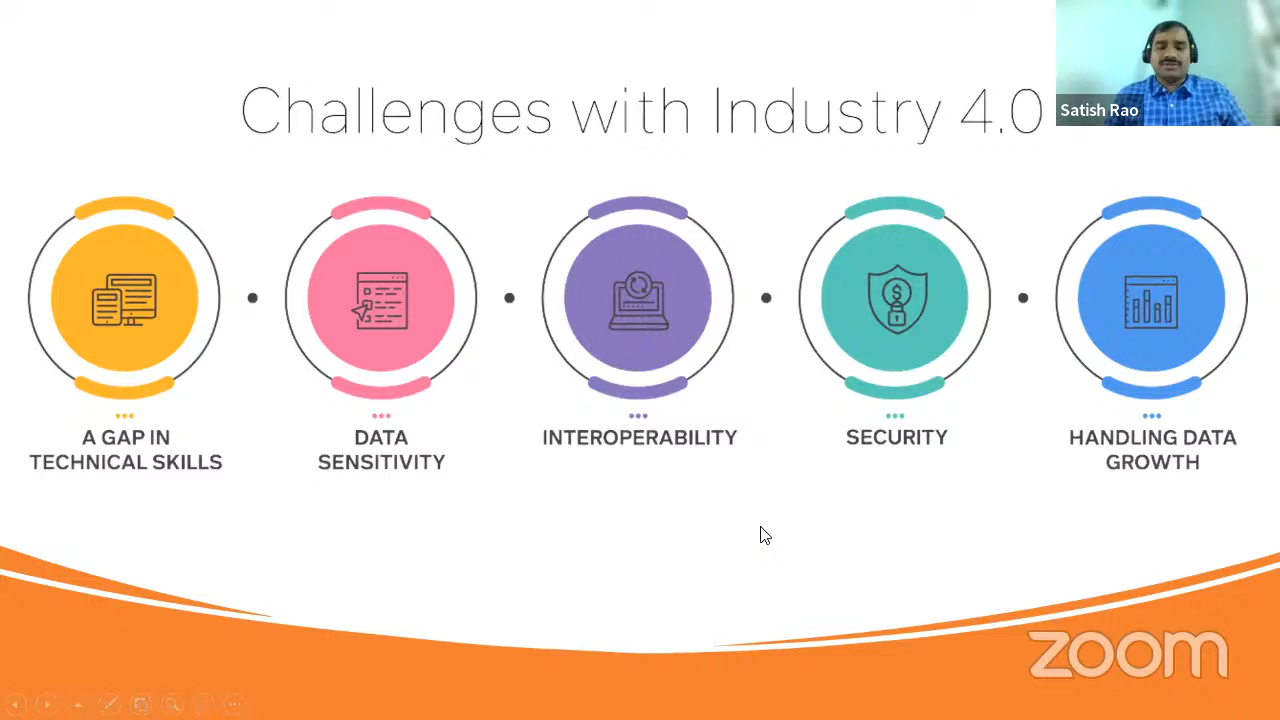 Challenges with Industry 4.0
Satish Rao
A GAP IN
TECHNICAL SKILLS
DATA
SENSITIVITY
INTEROPERABILITY
SECURITY
HANDLING DATA
GROWTH
zoom